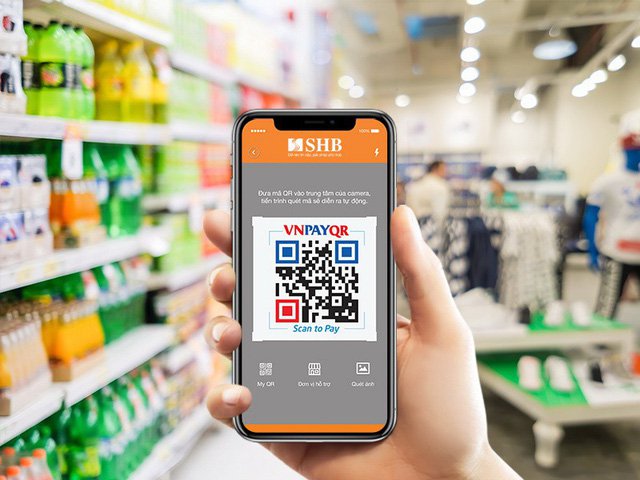 100%
SHB
Đưa mã QR vào trung tâm của camera,
tiến trình quét mã sẽ diễn ra tự động.
VNPAYQR
Scan to Pay
My QR
Đơn vị hỗ trợ
Quét ảnh